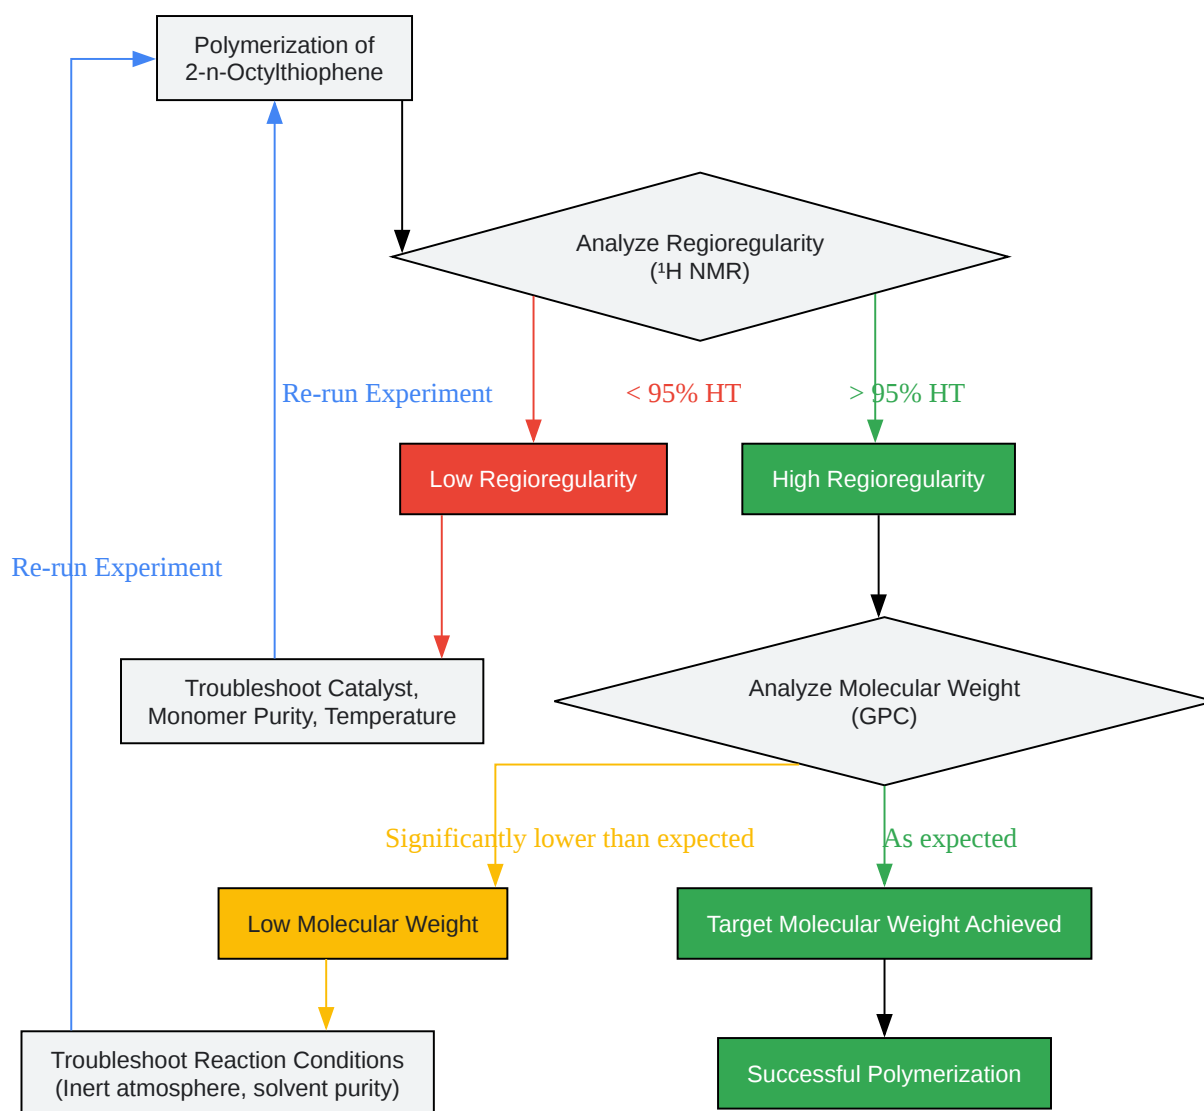 Polymerization of
2-n-Octylthiophene
Analyze Regioregularity
(¹H NMR)
Re-run Experiment
< 95% HT
> 95% HT
Low Regioregularity
High Regioregularity
Re-run Experiment
Troubleshoot Catalyst,
Monomer Purity, Temperature
Analyze Molecular Weight
(GPC)
Significantly lower than expected
As expected
Low Molecular Weight
Target Molecular Weight Achieved
Troubleshoot Reaction Conditions
(Inert atmosphere, solvent purity)
Successful Polymerization